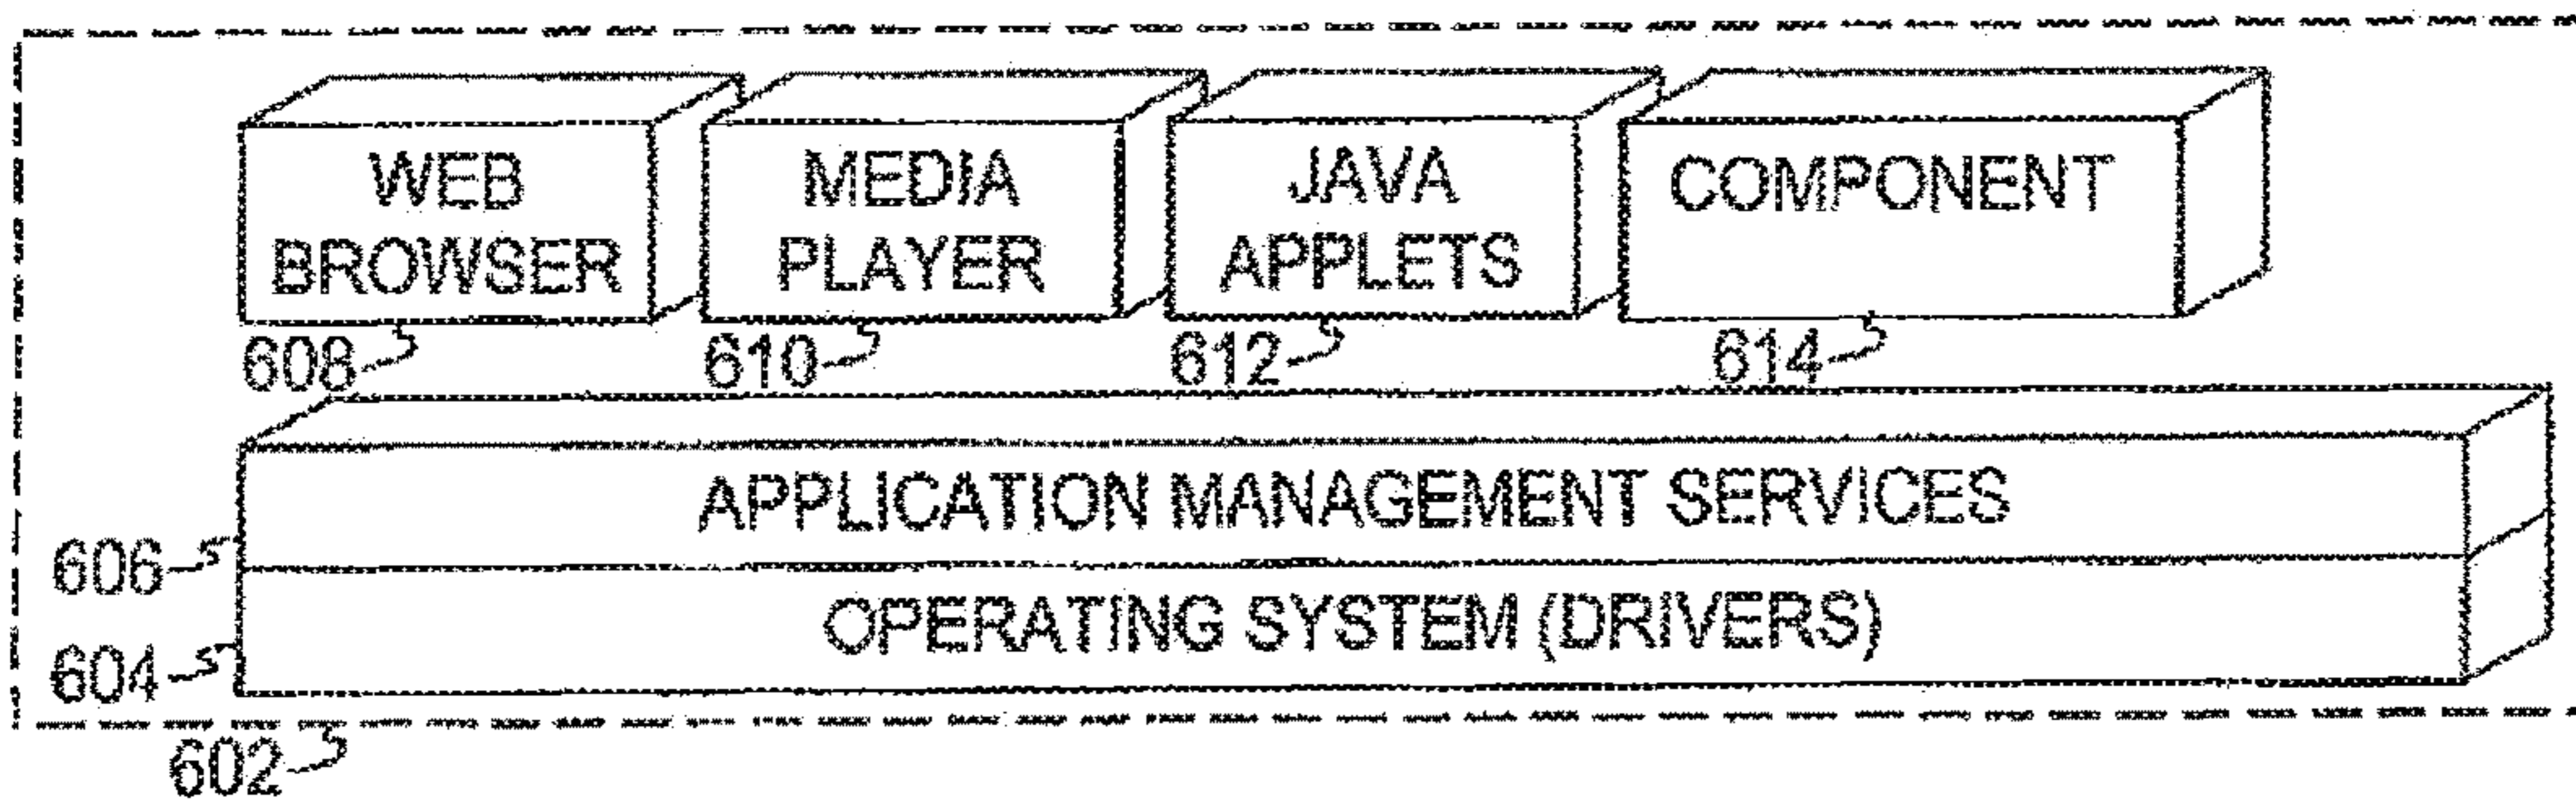 WEB
BROWSER
MEDIA
PLAYER
JAVA
APPLETS
COMPONENT
608
610
612
614
APPLICATION MANAGEMENT SERVICES
606
OPERATING SYSTEM (DRIVERS)
604
602